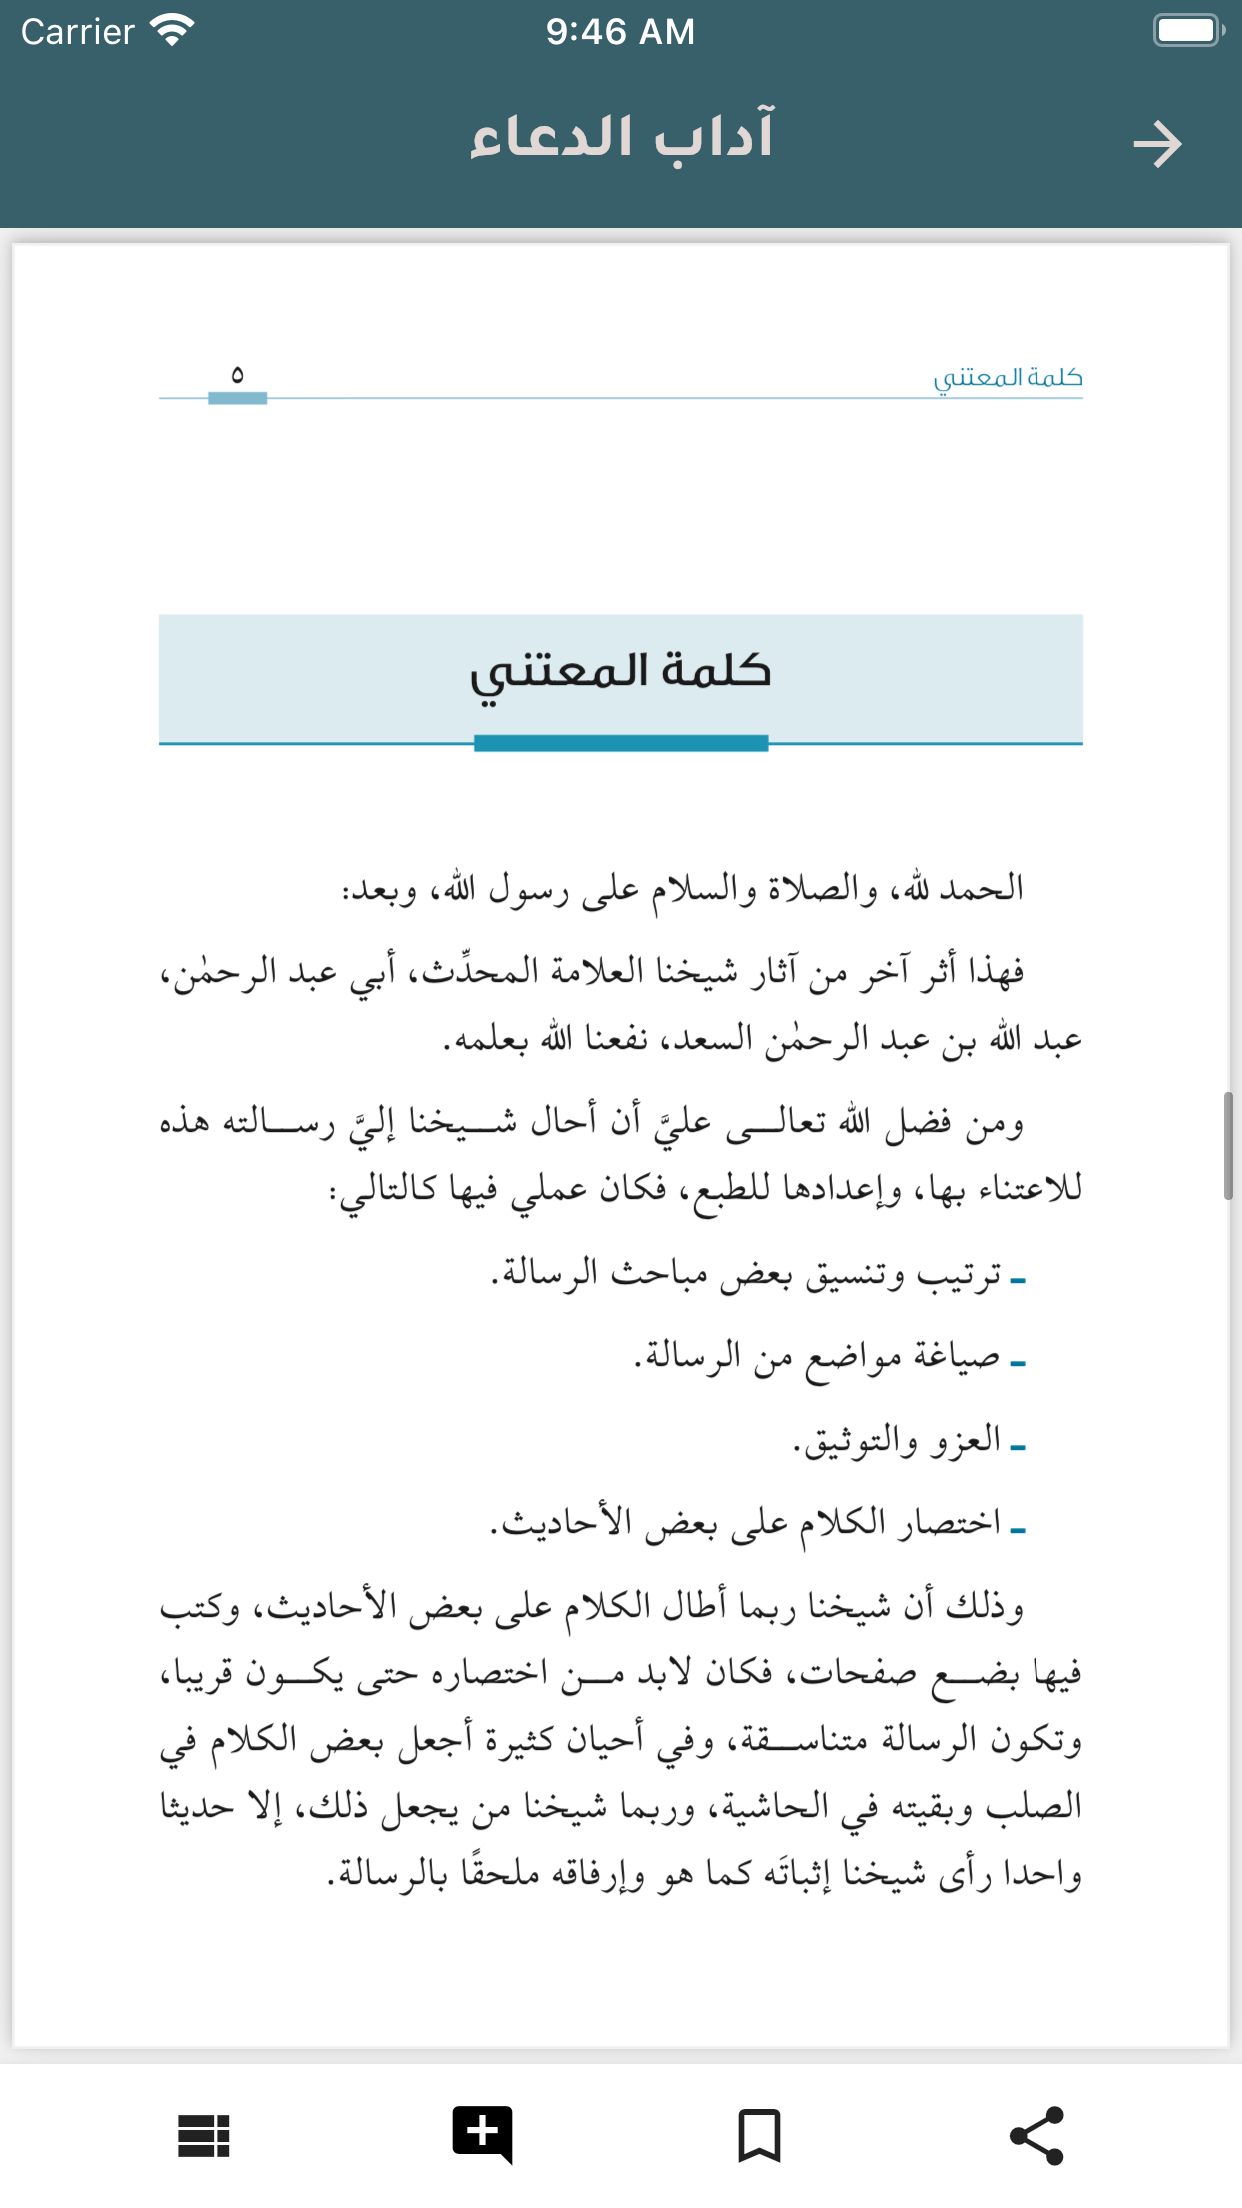 Carrier
9:46 AM
آداب الدعاء
كلمة المعتني
٥
كلمة المعتني
الحمد لله، والصلاة والسلام على رسول الله، وبعد:
فهذا أثر آخر من آثار شيخنا العلامة المحدِّث، أبي عبد الرحمٰن،
عبد الله بن عبد الرحمٰن السعد، نفعنا الله بعلمه.
ومن فضل الله تعالى عليَّ أن أحال شيخنا إليَّ رسالته هذه
للاعتناء بها، وإعدادها للطبع، فكان عملي فيها كالتالي:
ـ ترتيب وتنسيق بعض مباحث الرسالة.
ـ صياغة مواضع من الرسالة.
ـ العزو والتوثيق.
ـ اختصار الكلام على بعض الأحاديث.
وذلك أن شيخنا ربما أطال الكلام على بعض الأحاديث، وكتب
فيها بضع صفحات، فكان لابد من اختصاره حتى يكون قريبا،
وتكون الرسالة متناسقة، وفي أحيان كثيرة أجعل بعض الكلام في
الصلب وبقيته في الحاشية، وربما شيخنا من يجعل ذلك، إلا حديثا
واحدا رأى شيخنا إثباتَه كما هو وإرفاقه ملحقًا بالرسالة.